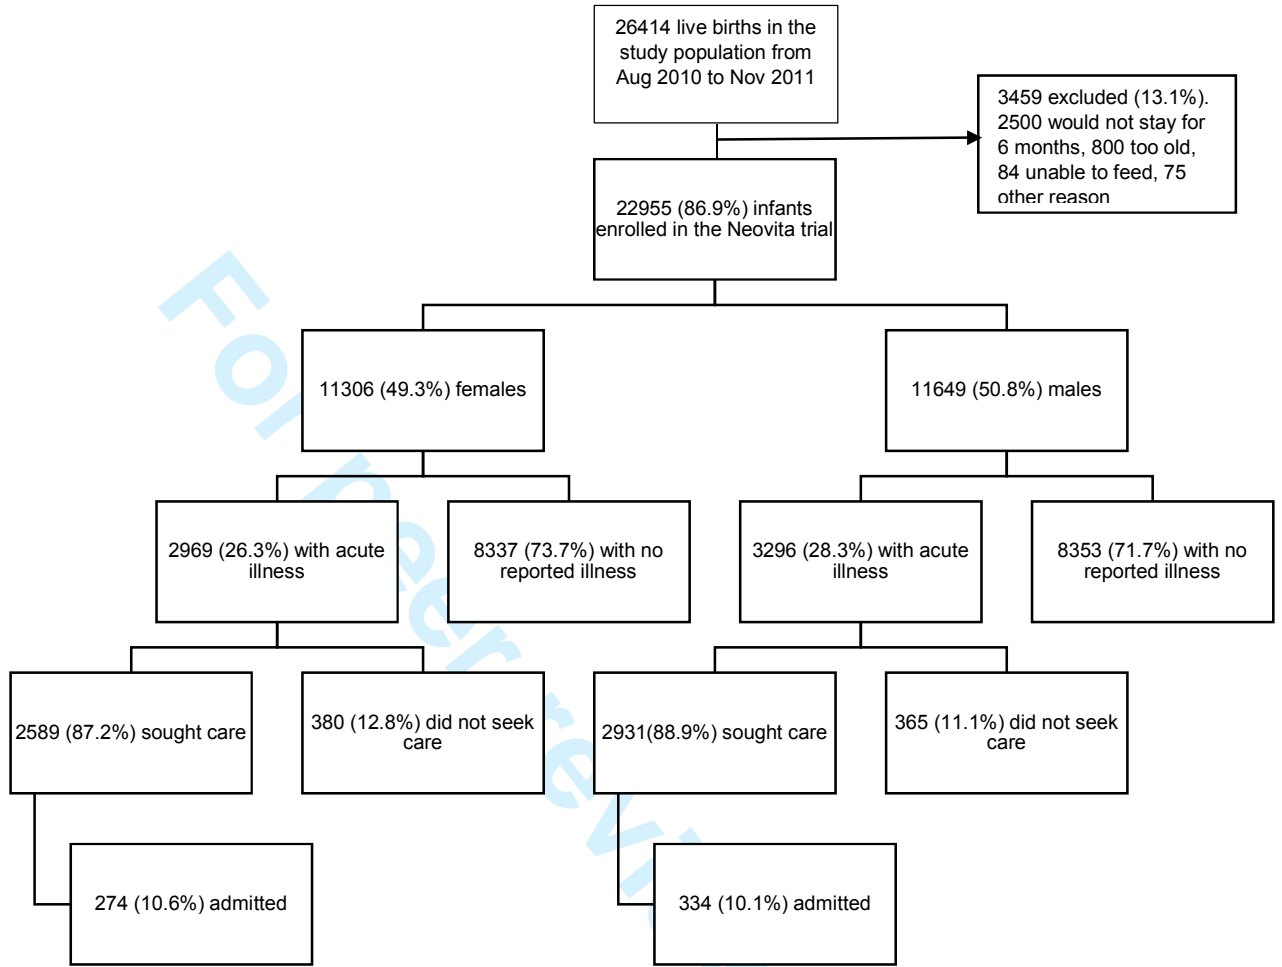 26414 live births in the
study population from
Aug 2010 to Nov 2011
3459 excluded (13.1%).
2500 would not stay for
6 months, 800 too old,
84 unable to feed, 75
other reason
22955 (86.9%) infants
enrolled in the Neovita trial
11306 (49.3%) females
11649 (50.8%) males
2969 (26.3%) with acute
illness
8337 (73.7%) with no
reported illness
3296 (28.3%) with acute
illness
8353 (71.7%) with no
reported illness
2589 (87.2%) sought care
380 (12.8%) did not seek
care
2931(88.9%) sought care
365 (11.1%) did not seek
care
274 (10.6%) admitted
334 (10.1%) admitted
For peer revi